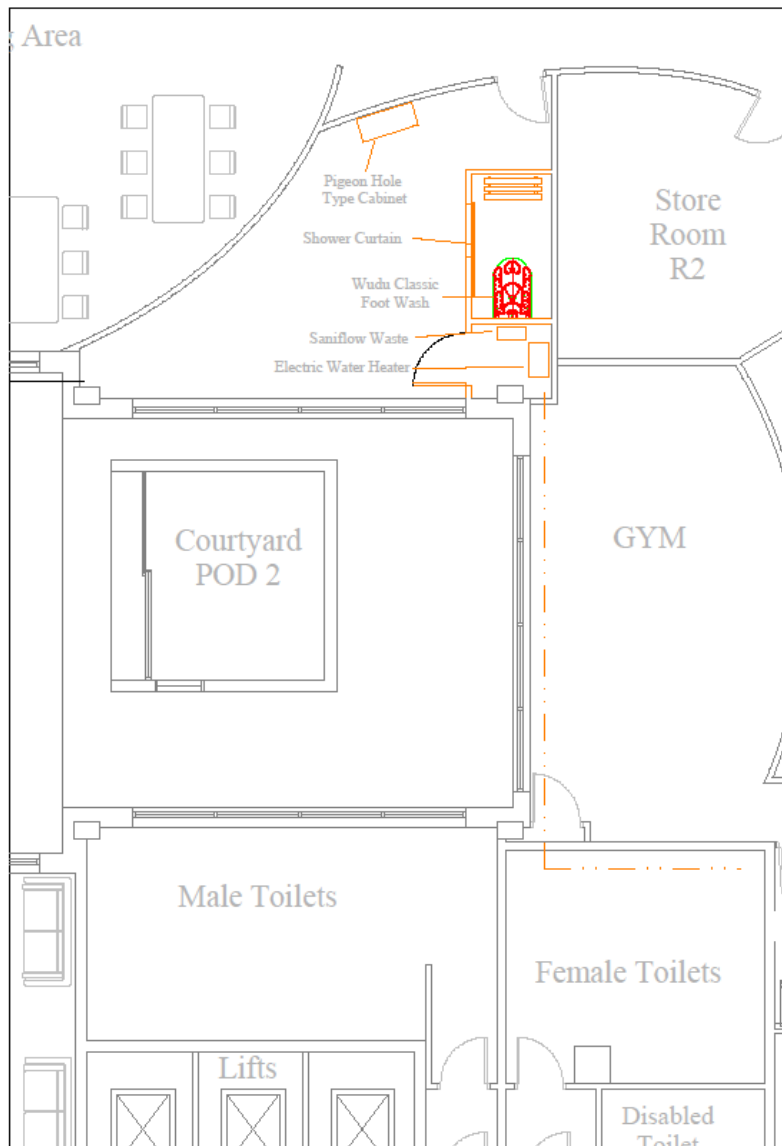 Area
Pigeon Hole
Type Cabinet
Store
Room
R2
Shower Curtain
Wudu Classic
Foot Wash
Saniflow Waste
Electric Water Heater
Courtyard
POD 2
GYM
Male Toilets
Female Toilets
Lifts
Disabled
Toilet